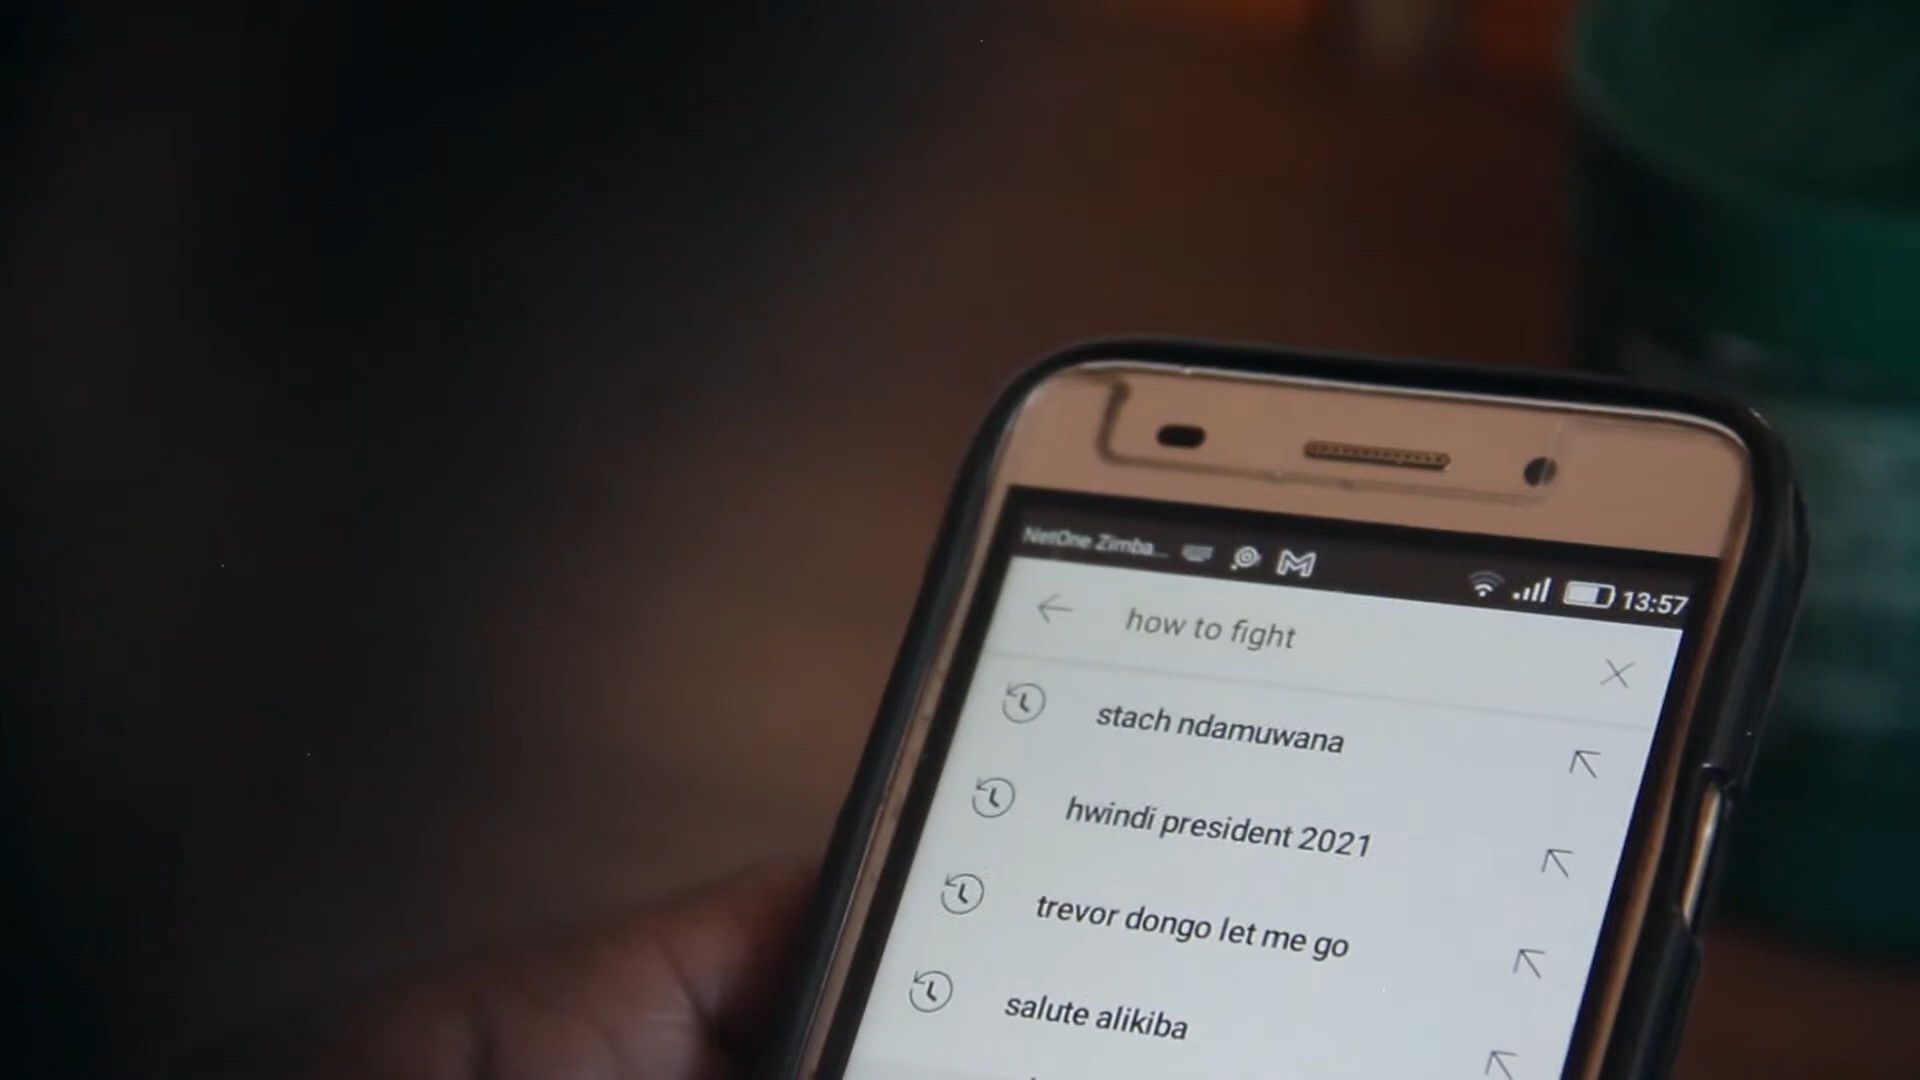 NetOne Zimba...
13:57
how to fight
stach ndamuwana
hwindi president 2021
trevor dongo let me go
salute alikiba